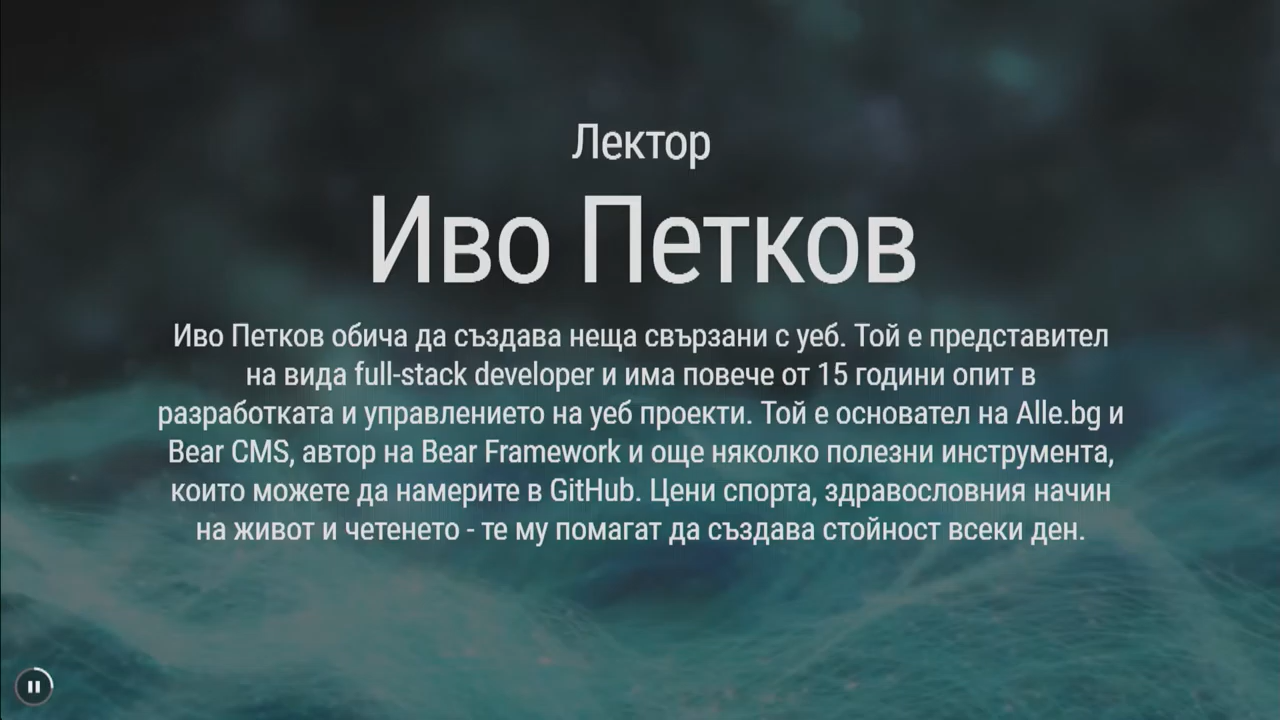 Лектор
Иво Петков
Иво Петков обича да създава неща свързани с уеб. Той е представител
на вида full-stack developer и има повече от 15 години опит в
разработката и управлението на уеб проекти. Той е основател на Alle.bg и
Bear CMS, автор на Bear Framework и още няколко полезни инструмента,
които можете да намерите в GitHub. Цени спорта, здравословния начин
на живот и четенето - те му помагат да създава стойност всеки ден.